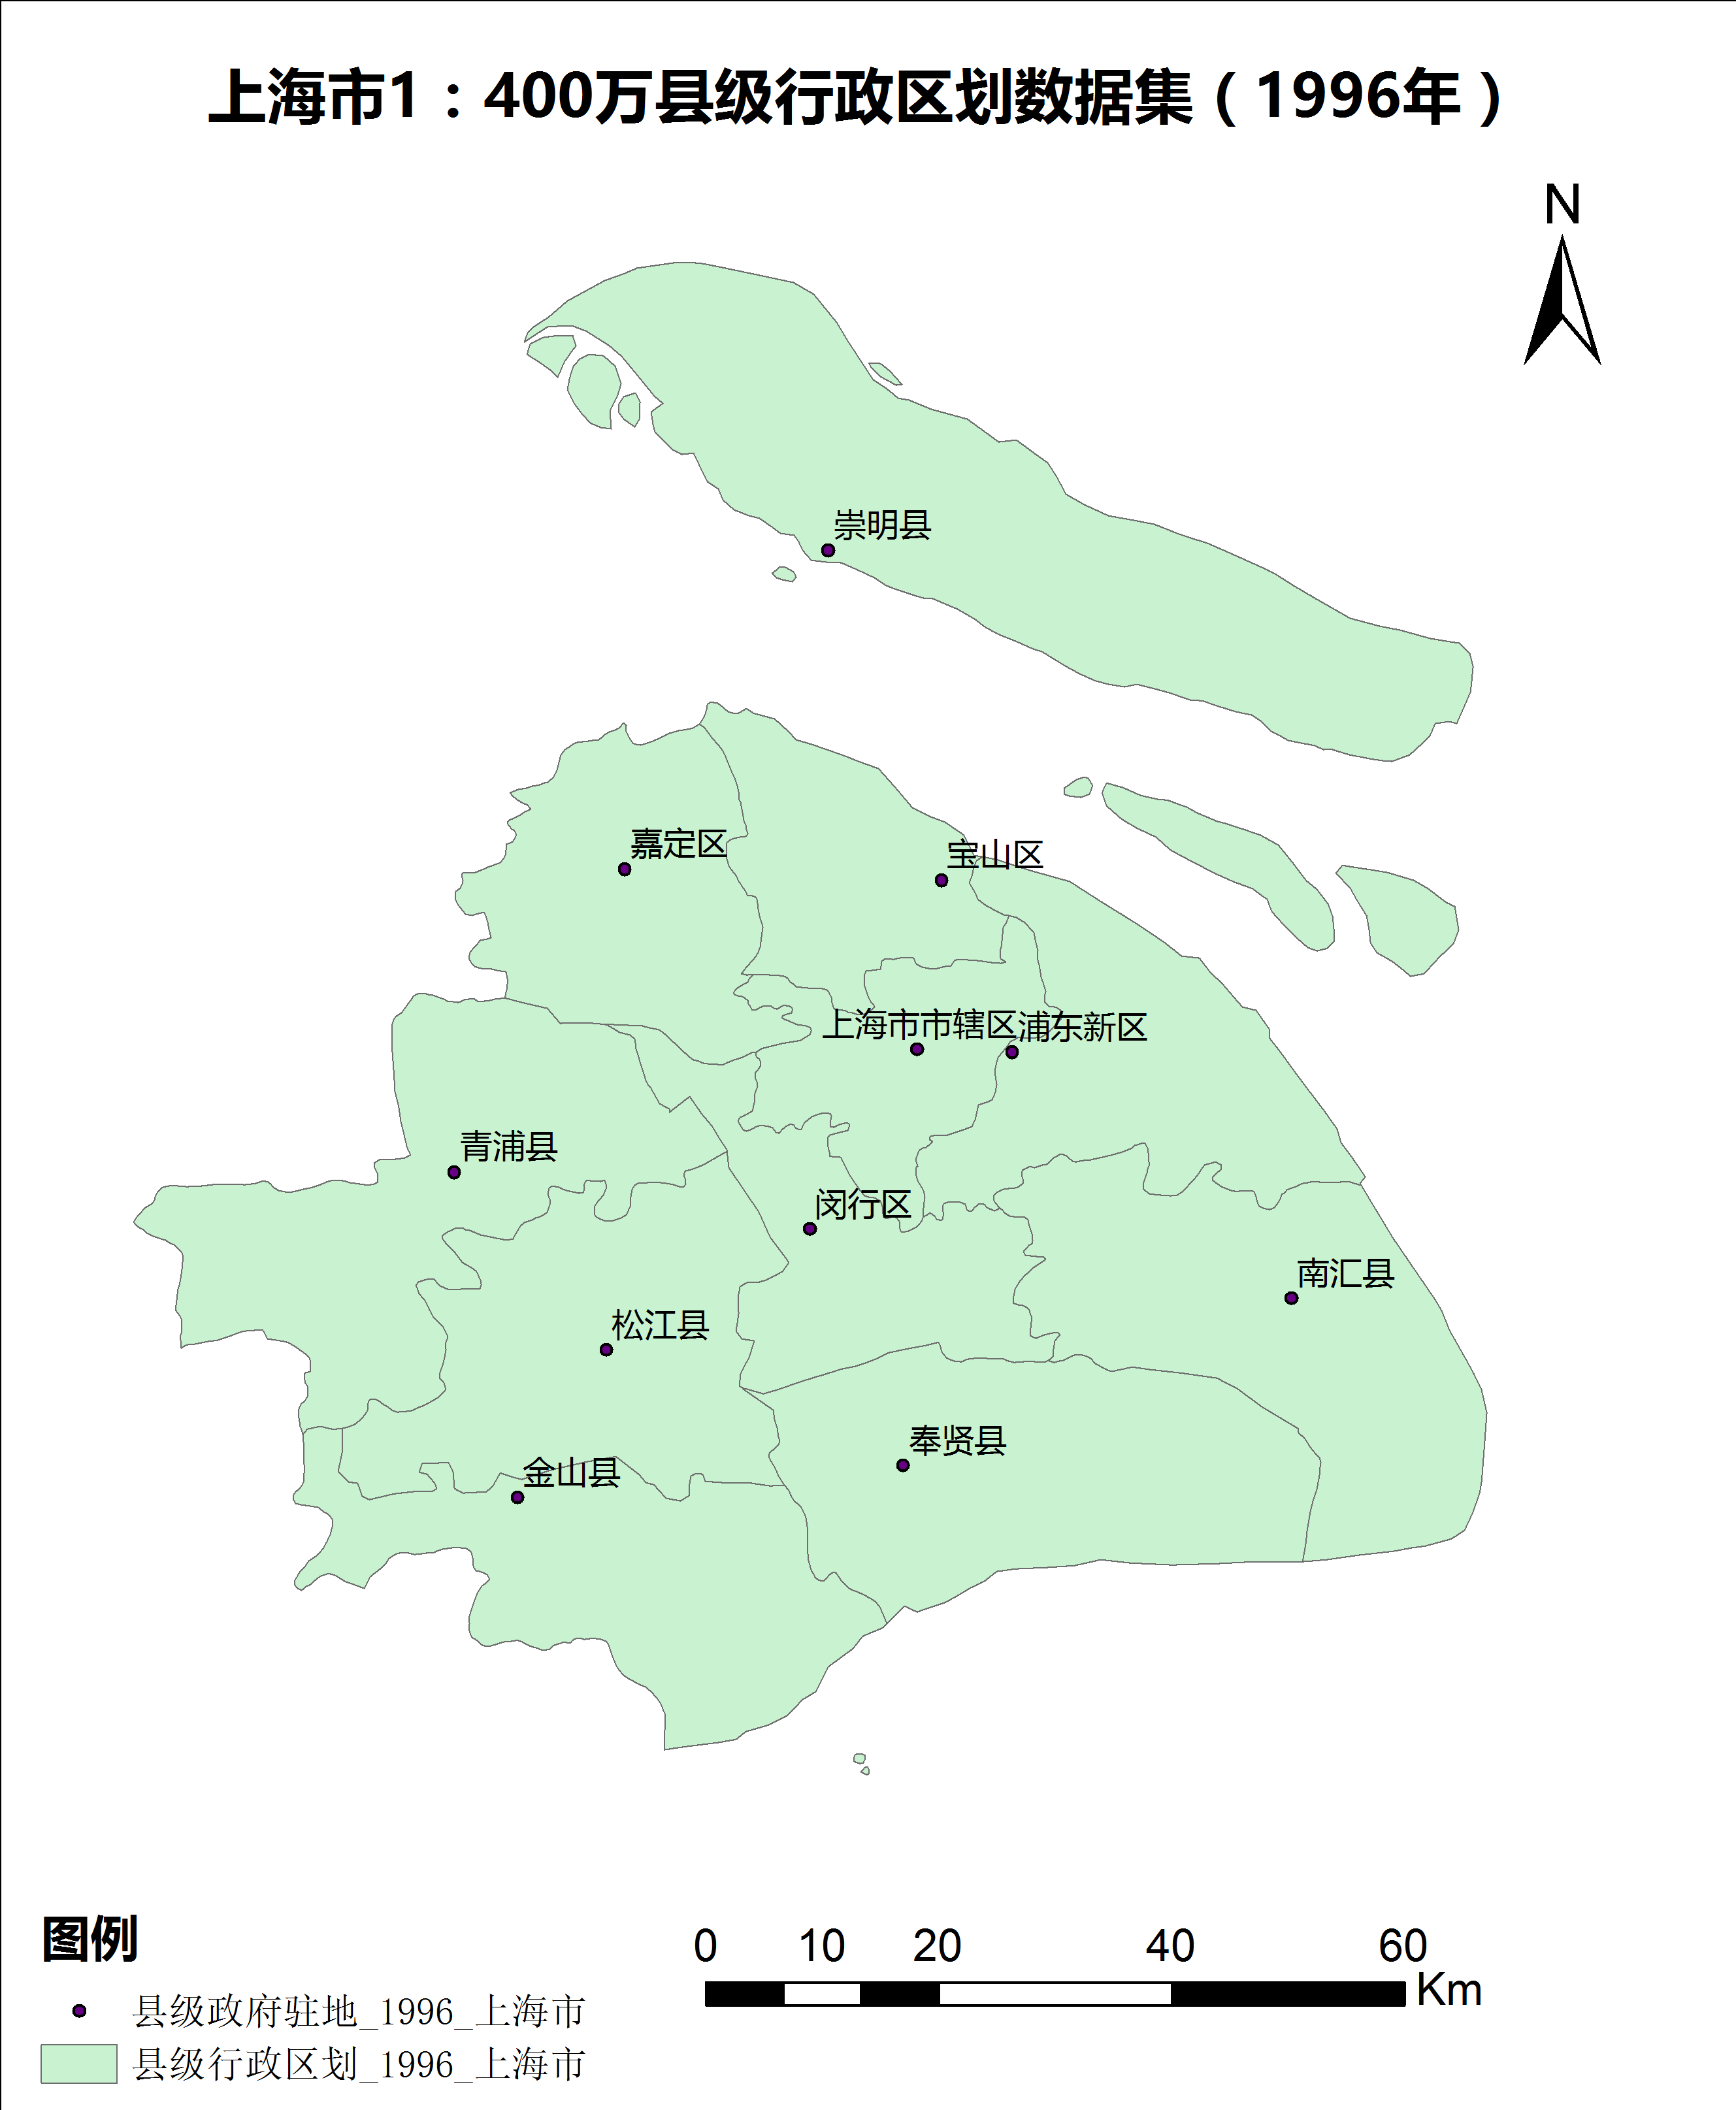 上海市1：400万县级行政区划数据集（1996年）
N
崇明县
嘉定区
宝山区
上海市市辖区
浦东新区
青浦县
闵行区
南汇县
松江县
奉贤县
金山县
图例
县级政府驻地_1996_上海市
县级行政区划_1996_上海市
0 10 20 40 60
Km